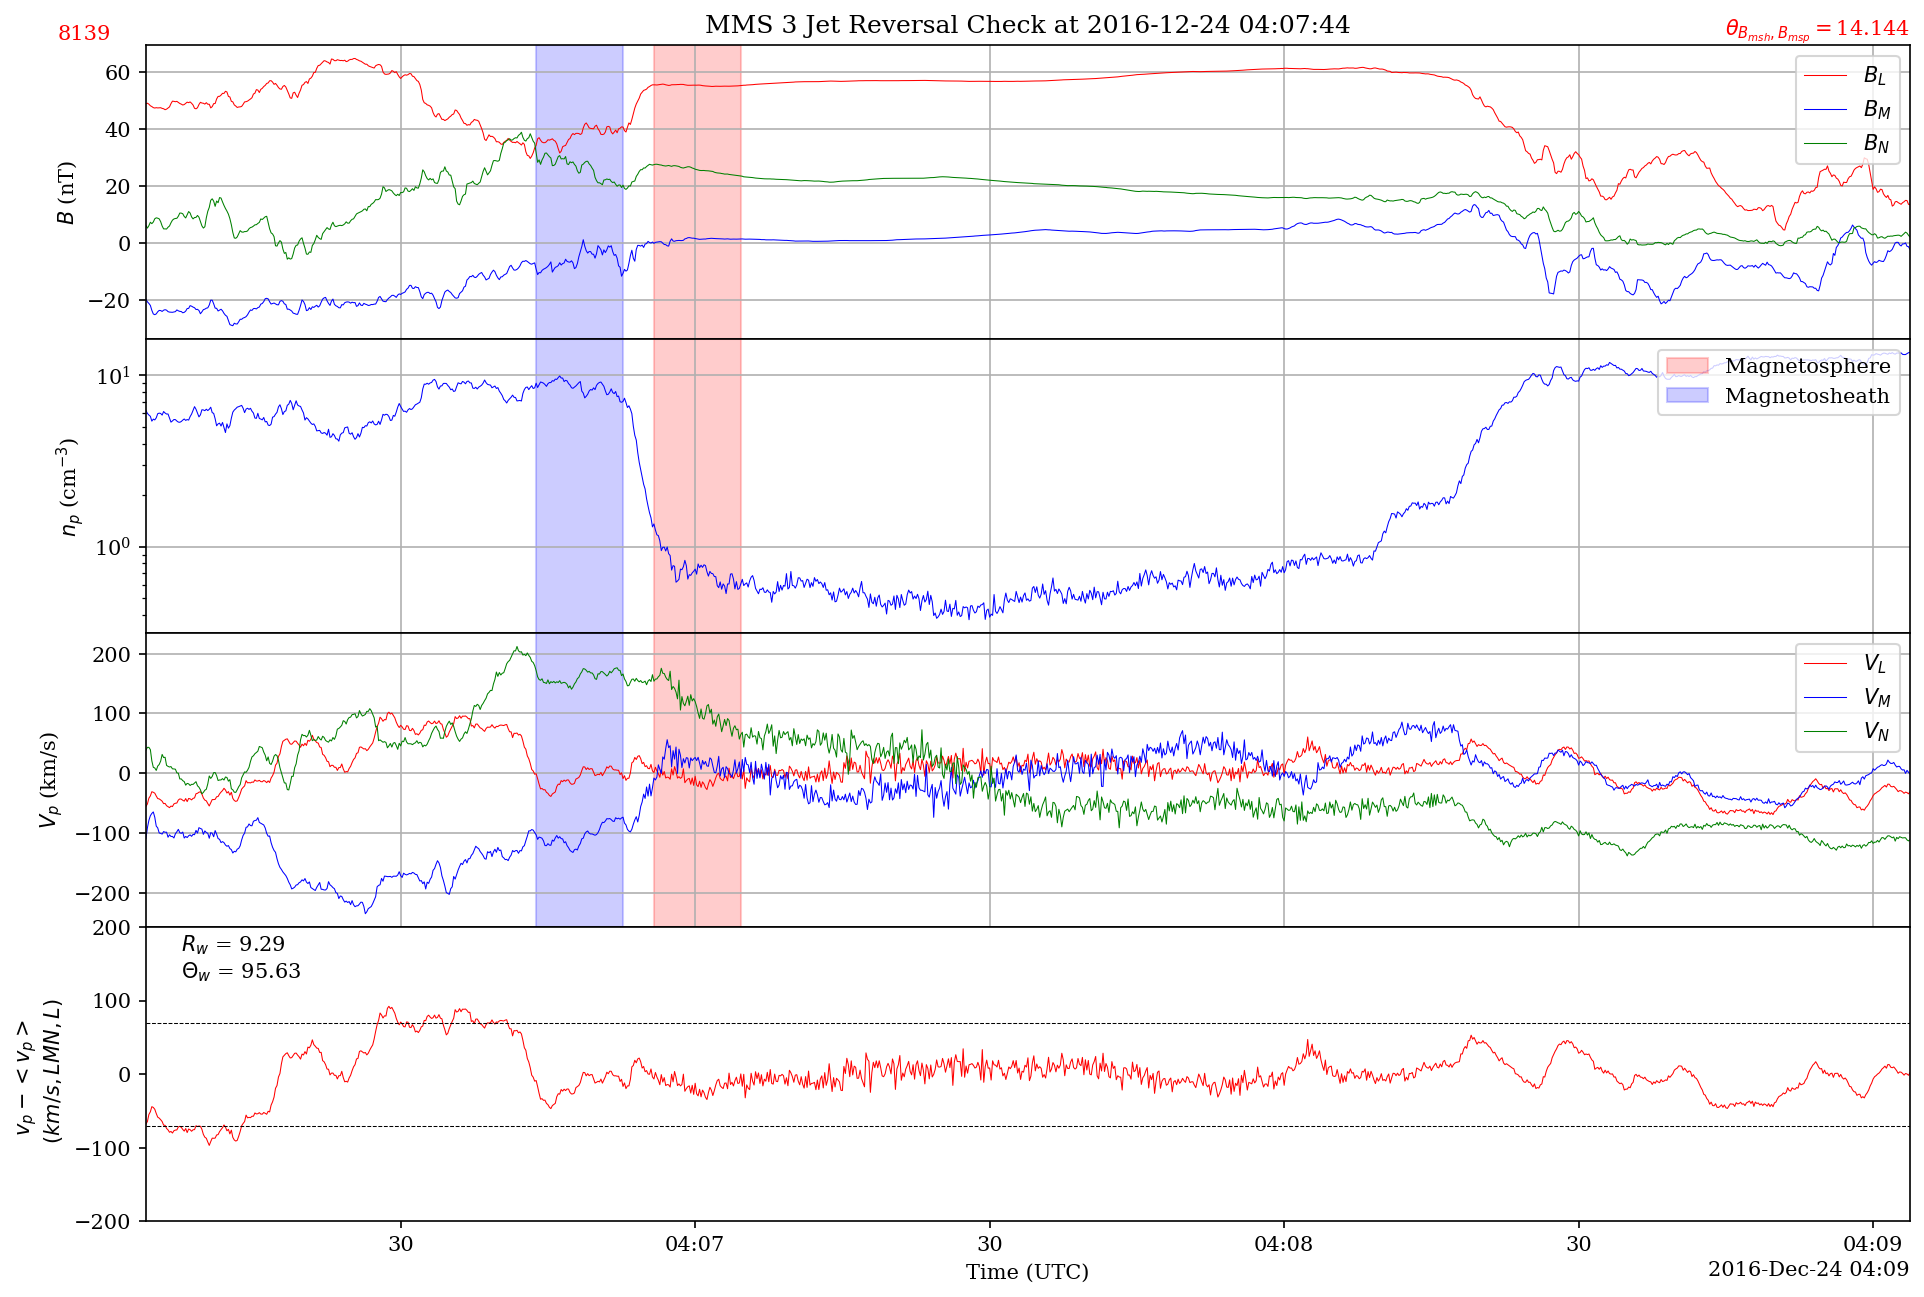 MMS 3 Jet Reversal Check at 2016-12-24 04:07:44
8139
θ_{B_{msh}, B_{msp}} = 14.144
60
40
20
0
−20
B (nT)
B_L
B_M
B_N
10^1
10^0
n_p (cm^{−3})
Magnetosphere
Magnetosheath
200
100
0
−100
−200
V_p (km/s)
V_L
V_M
V_N
200
100
0
−100
−200
v_p − < v_p >
(km/s, LMN, L)
R_w = 9.29
Θ_w = 95.63
30
04:07
30
04:08
30
04:09
Time (UTC)
2016-Dec-24 04:09